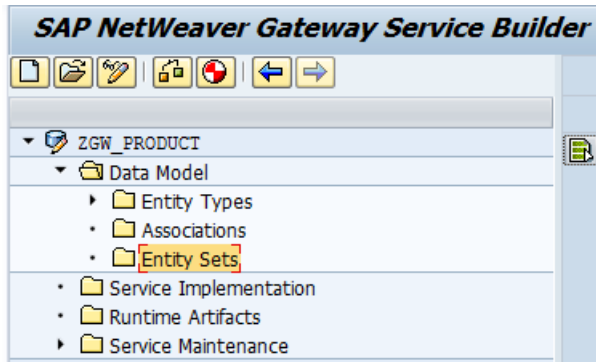 SAP NetWeaver Gateway Service Builder
ZGW_PRODUCT
Data Model
Entity Types
Associations
Entity Sets
Service Implementation
Runtime Artifacts
Service Maintenance